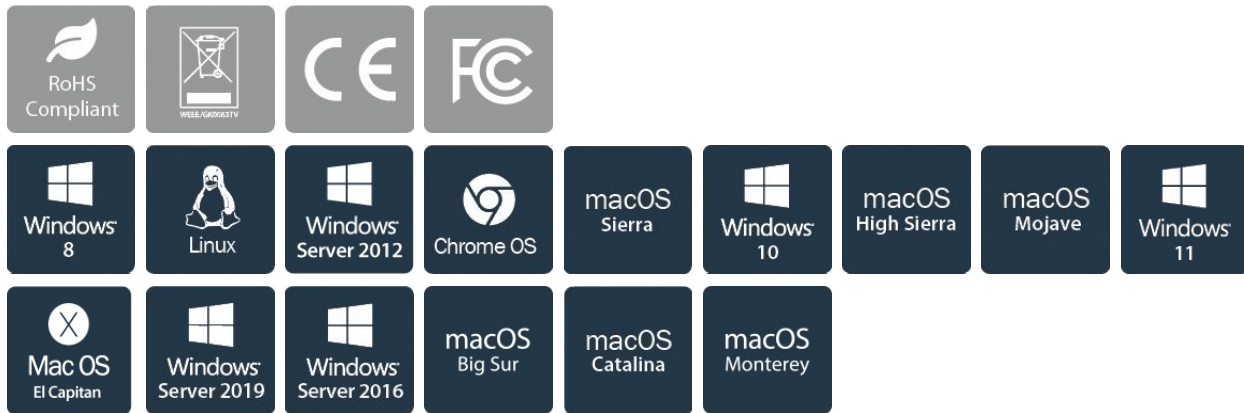 RoHS
Compliant
WEEE/GK0083TV
CE
FC
Windows
8
Linux
Windows
Server 2012
Chrome OS
macOS
Sierra
Windows
10
macOS
High Sierra
macOS
Mojave
Windows
11
X
Mac OS
El Capitan
Windows
Server 2019
Windows
Server 2016
macOS
Big Sur
macOS
Catalina
macOS
Monterey